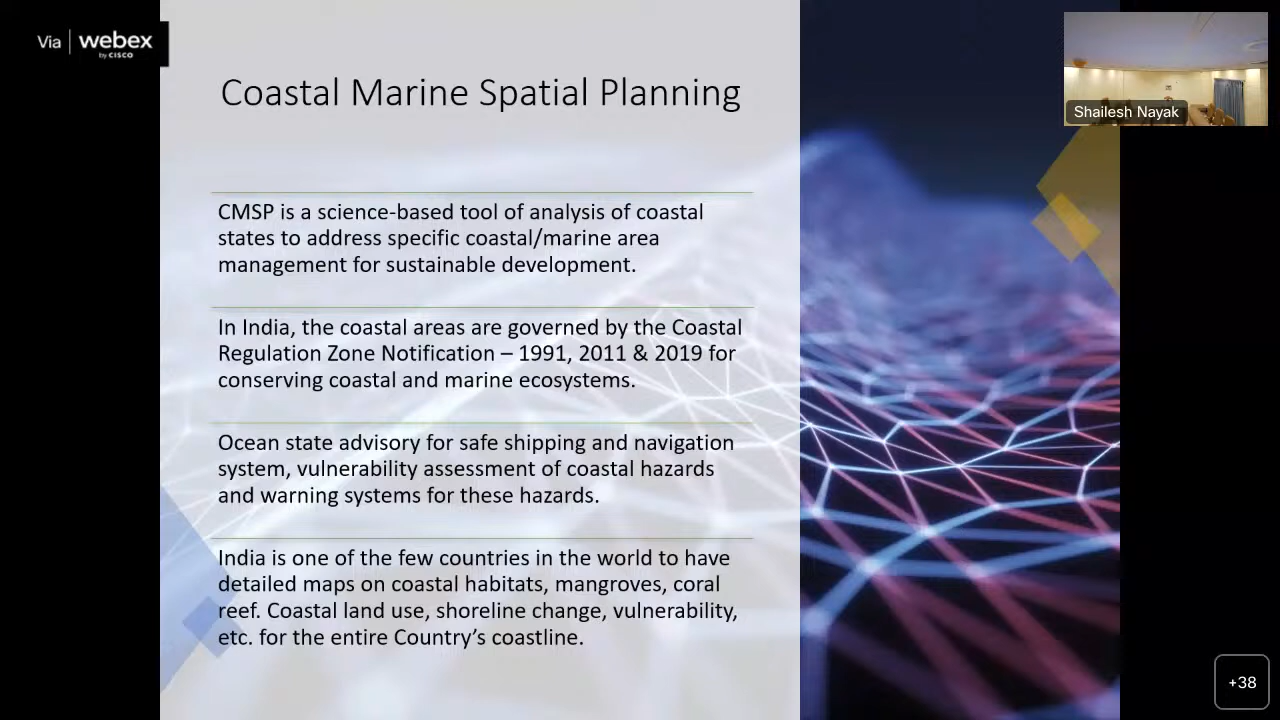 Via | webex
by CISCO
Shailesh Nayak
Coastal Marine Spatial Planning
CMSP is a science-based tool of analysis of coastal
states to address specific coastal/marine area
management for sustainable development.
In India, the coastal areas are governed by the Coastal
Regulation Zone Notification – 1991, 2011 & 2019 for
conserving coastal and marine ecosystems.
Ocean state advisory for safe shipping and navigation
system, vulnerability assessment of coastal hazards
and warning systems for these hazards.
India is one of the few countries in the world to have
detailed maps on coastal habitats, mangroves, coral
reef. Coastal land use, shoreline change, vulnerability,
etc. for the entire Country’s coastline.
+38